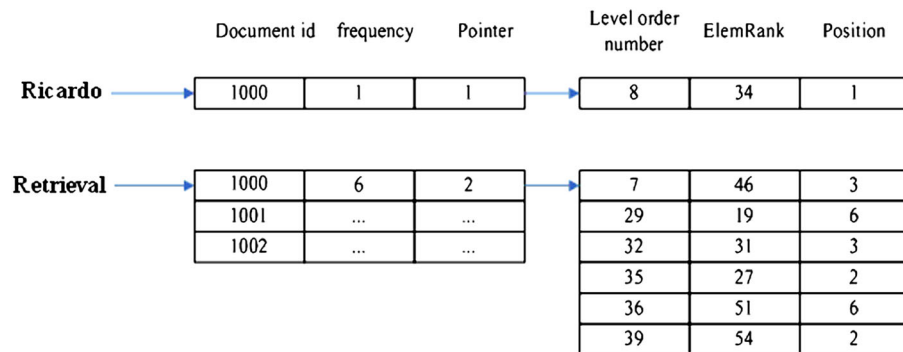 Document id frequency Pointer Level order number ElemRank Position
Ricardo 1000 1 1 8 34 1
Retrieval 1000 6 2 7 46 3
1001 ... ... 29 19 6
1002 ... ... 32 31 3
35 27 2
36 51 6
39 54 2